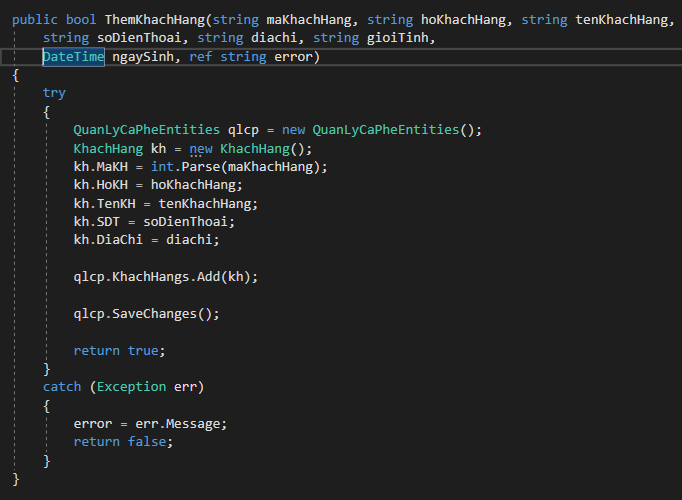 public bool ThemKhachHang(string maKhachHang, string hoKhachHang, string tenKhachHang,
string soDienThoai, string diachi, string gioiTinh,
DateTime ngaySinh, ref string error)
{
try
{
QuanLyCaPheEntities qlcp = new QuanLyCaPheEntities();
KhachHang kh = new KhachHang();
kh.MaKH = int.Parse(maKhachHang);
kh.HoKH = hoKhachHang;
kh.TenKH = tenKhachHang;
kh.SDT = soDienThoai;
kh.DiaChi = diachi;
qlcp.KhachHangs.Add(kh);
qlcp.SaveChanges();
return true;
}
catch (Exception err)
{
error = err.Message;
return false;
}
}